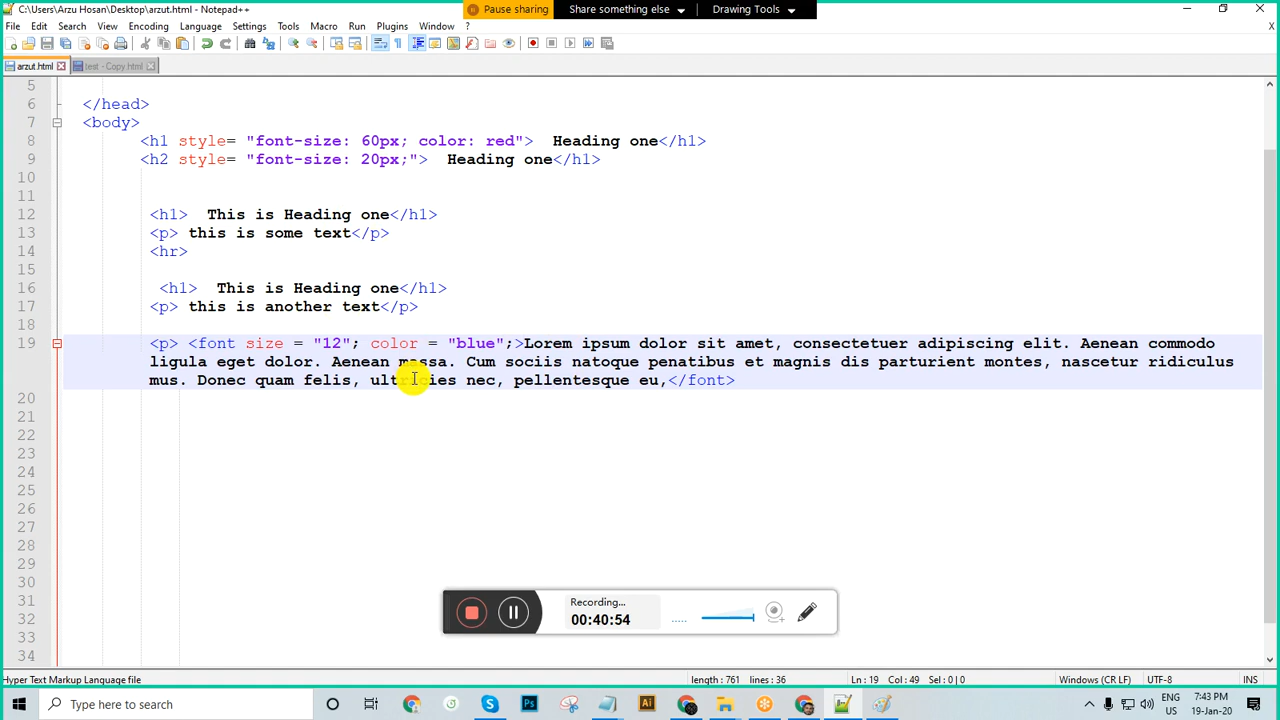 C:\Users\Arzu Hosan\Desktop\arzut.html - Notepad++
Pause sharing
Share something else
Drawing Tools
File Edit Search View Encoding Language Settings Tools Macro Run Plugins Window ?
X
arzut.html
test - Copy.html
5
6 </head>
7 <body>
8 <h1 style= "font-size: 60px; color: red"> Heading one</h1>
9 <h2 style= "font-size: 20px;"> Heading one</h1>
10
11
12 <h1> This is Heading one</h1>
13 <p> this is some text</p>
14 <hr>
15
16 <h1> This is Heading one</h1>
17 <p> this is another text</p>
18
19 <p> <font size = "12"; color = "blue";>Lorem ipsum dolor sit amet, consectetuer adipiscing elit. Aenean commodo
ligula eget dolor. Aenean massa. Cum sociis natoque penatibus et magnis dis parturient montes, nascetur ridiculus
mus. Donec quam felis, ultricies nec, pellentesque eu,</font>
20
21
22
23
24
25
26
27
28
29
30
31
32
33
34
Recording...
00:40:54
Hyper Text Markup Language file
length : 761 lines : 36
Ln : 19 Col : 49 Sel : 0 | 0
Windows (CR LF)
UTF-8
INS
Type here to search
Ps
Ai
ENG
US
7:43 PM
19-Jan-20